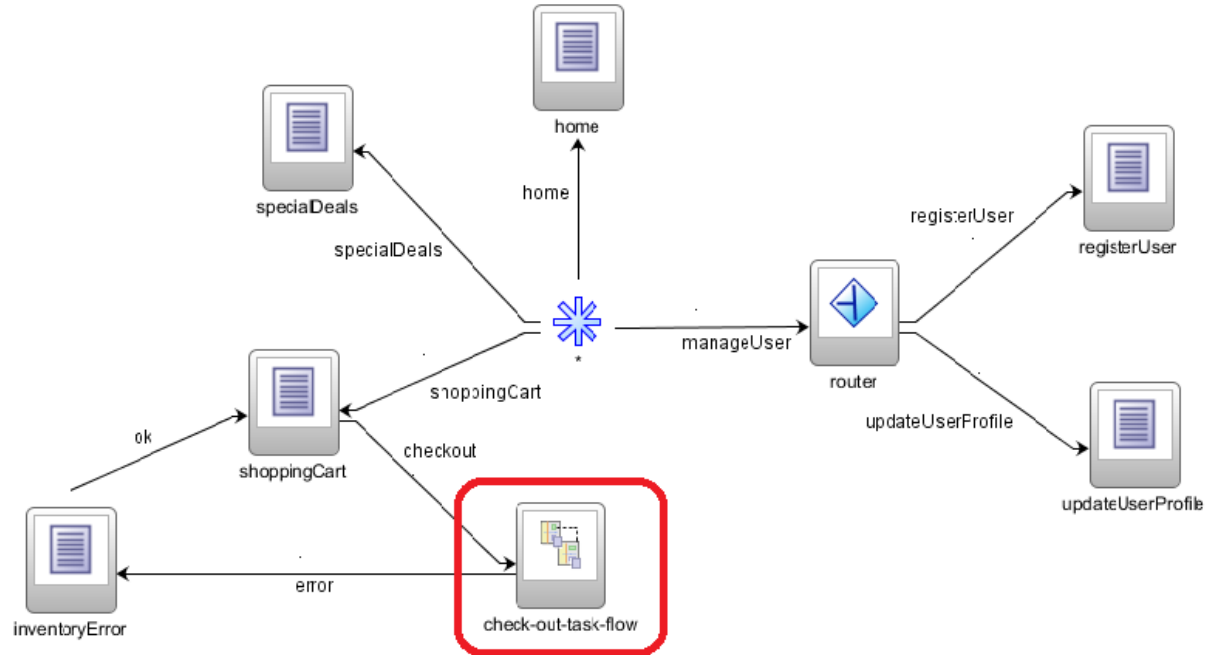 home
specialDeals
home
registerUser
registerUser
specialDeals
*
manageUser
router
shoppingCart
updateUserProfile
ok
checkout
shoppingCart
updateUserProfile
error
inventoryError
check-out-task-flow